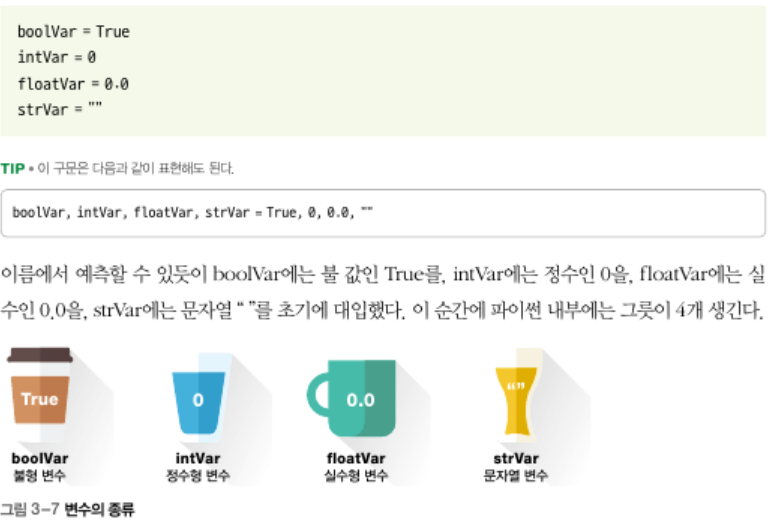 boolVar = True
intVar = 0
floatVar = 0.0
strVar = ""
TIP • 이 구문은 다음과 같이 표현해도 된다.
boolVar, intVar, floatVar, strVar = True, 0, 0.0, ""
이름에서 예측할 수 있듯이 boolVar에는 불 값인 True를, intVar에는 정수인 0을, floatVar에는 실
수인 0.0을, strVar에는 문자열 “ ”를 초기에 대입했다. 이 순간에 파이썬 내부에는 그릇이 4개 생긴다.
True 0 0.0 “”
boolVar intVar floatVar strVar
불형 변수 정수형 변수 실수형 변수 문자열 변수
그림 3-7 변수의 종류